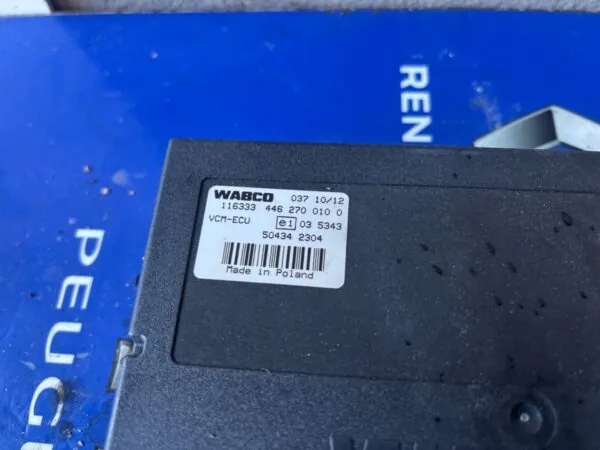 REN
WABCO 037 10/12
116333 446 270 010 0
VCM-ECU e1 03 5343
50434 2304
Made in Poland
PEUG